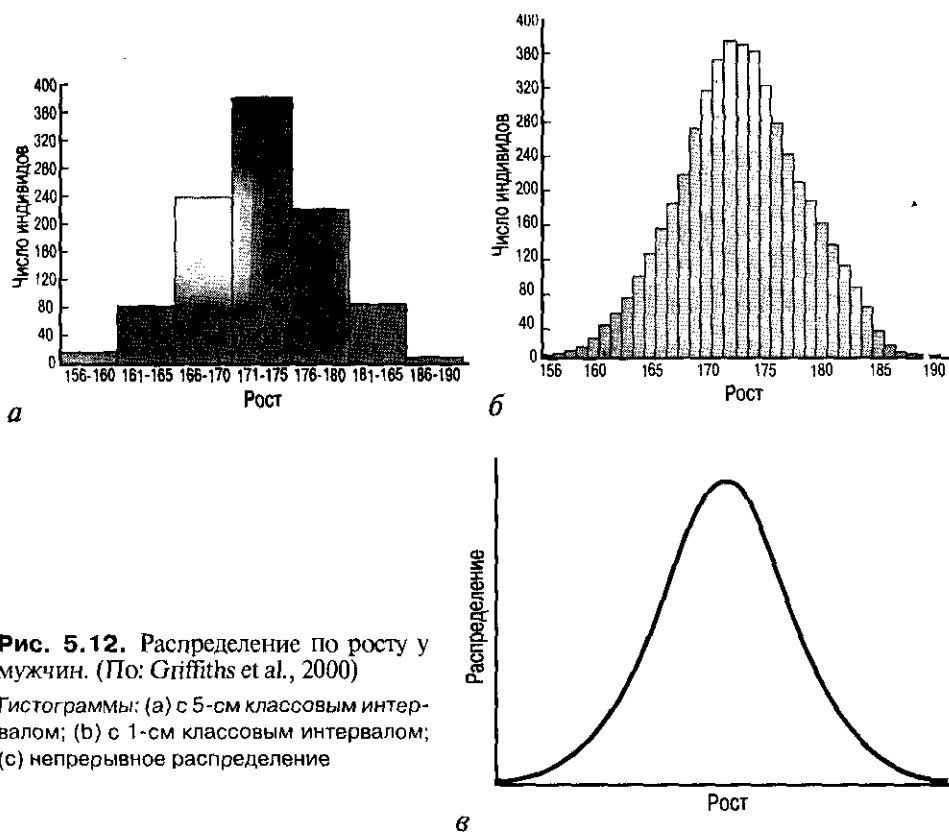 400
360
320
280
240
200
160
120
80
40
0
Число индивидов
156-160 161-165 166-170 171-175 176-180 181-165 186-190
Рост
а
400
380
320
280
240
200
160
120
80
40
0
Число индивидов
156 160 165 170 175 180 185 190
Рост
б
Рис. 5.12. Распределение по росту у
мужчин. (По: Griffiths et al., 2000)
Гистограммы: (а) с 5-см классовым интер-
валом; (b) с 1-см классовым интервалом;
(с) непрерывное распределение
Распределение
Рост
в